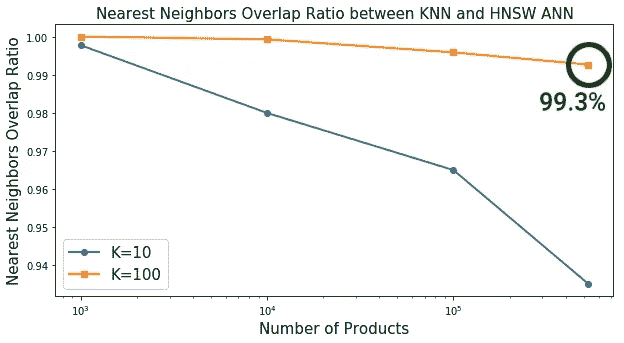 Nearest Neighbors Overlap Ratio between KNN and HNSW ANN
Nearest Neighbors Overlap Ratio
1.00
0.99
0.98
0.97
0.96
0.95
0.94
99.3%
K=10
K=100
10³
10⁴
10⁵
Number of Products